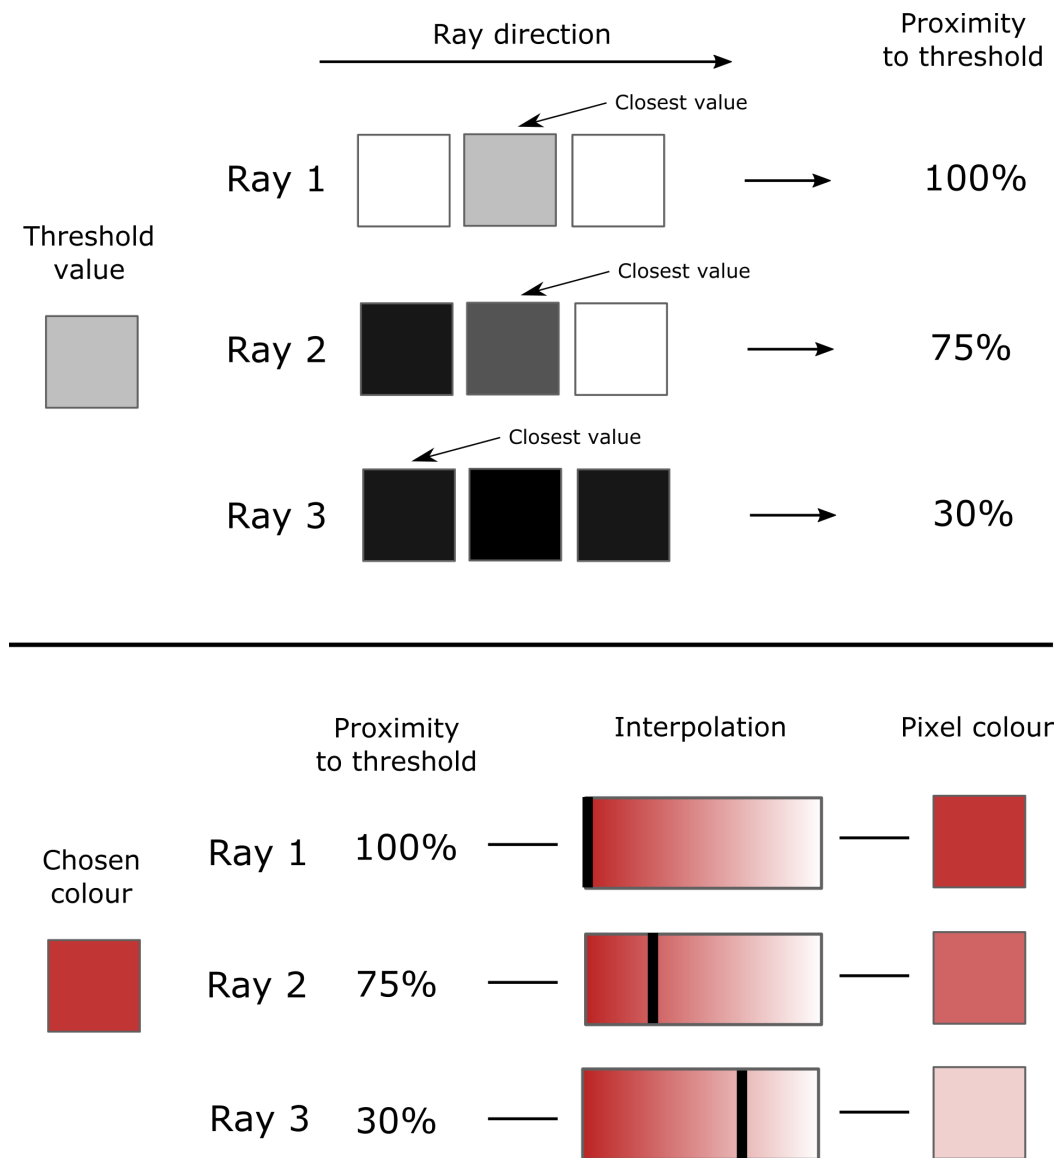 Ray direction
Proximity
to threshold
Closest value
Ray 1
100%
Threshold
value
Closest value
Ray 2
75%
Closest value
Ray 3
30%
Proximity
to threshold
Interpolation
Pixel colour
Chosen
colour
Ray 1
100%
Ray 2
75%
Ray 3
30%